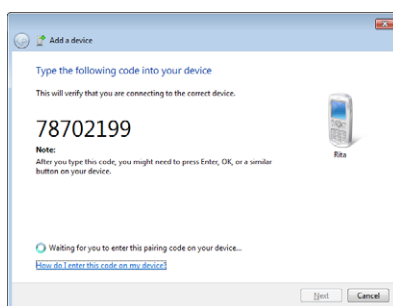 Add a device
Type the following code into your device
This will verify that you are connecting to the correct device.
78702199
Rita
Note:
After you type this code, you might need to press Enter, OK, or a similar
button on your device.
Waiting for you to enter this pairing code on your device...
How do I enter this code on my device?
Next Cancel